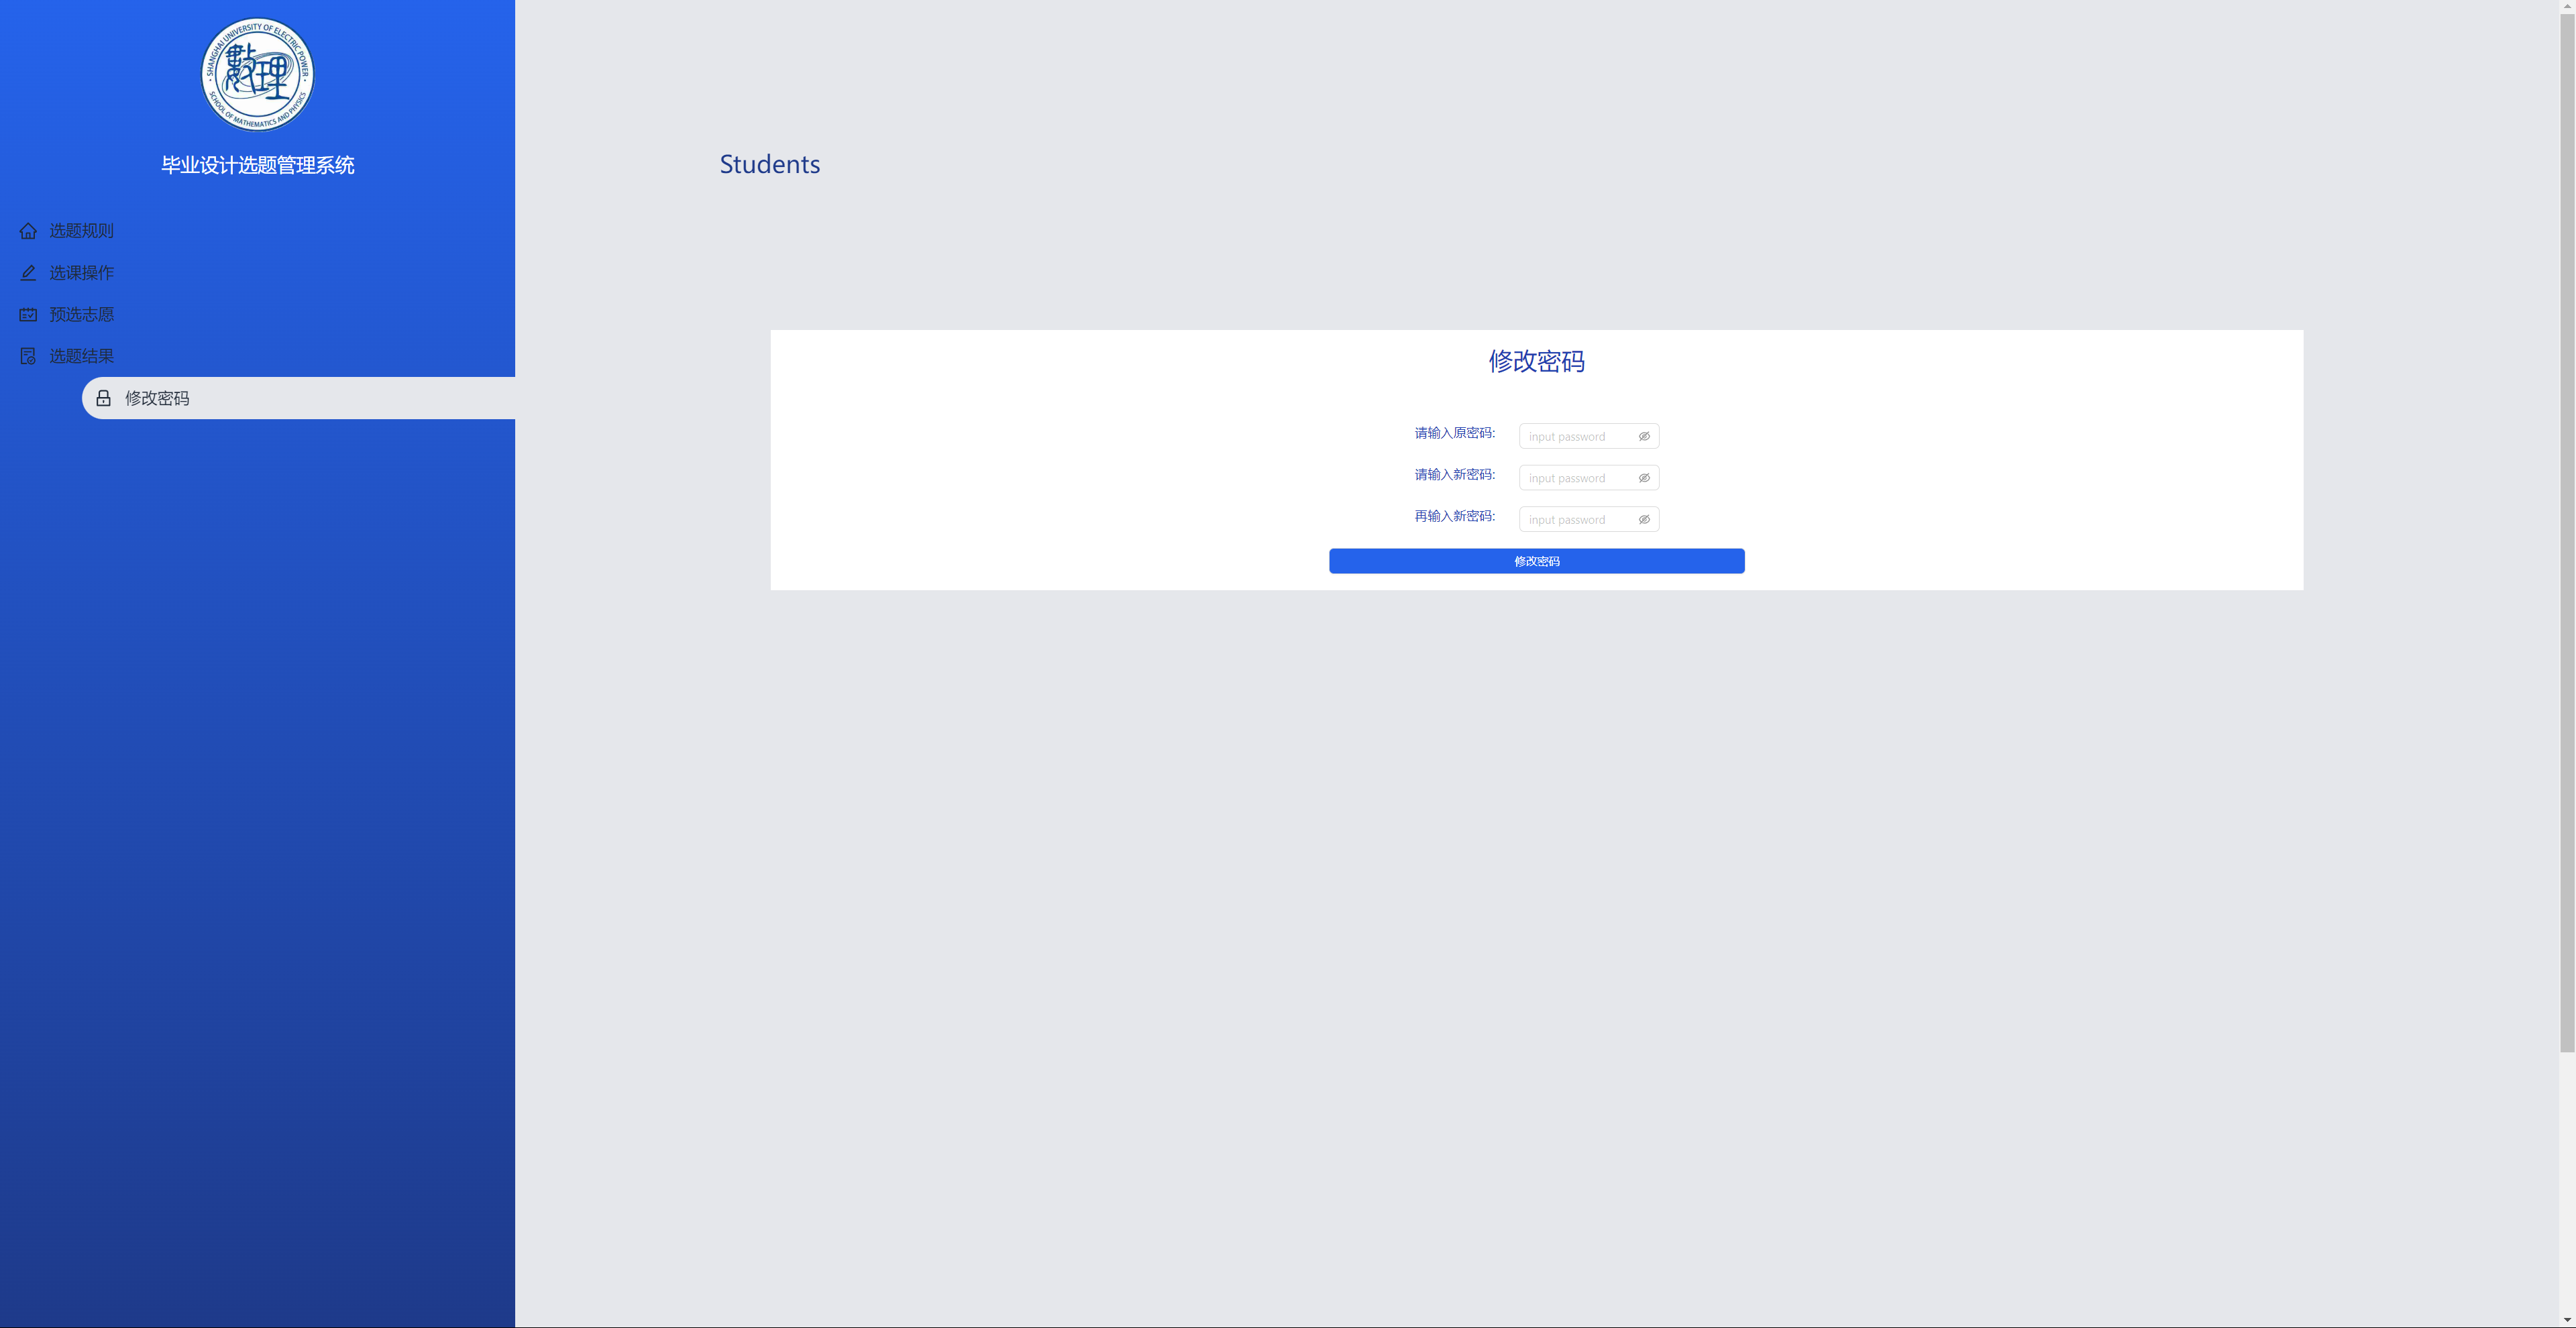 SHANGHAI UNIVERSITY OF ELECTRIC POWER
數理
SCHOOL OF MATHEMATICS AND PHYSICS
毕业设计选题管理系统
选题规则
选课操作
预选志愿
选题结果
修改密码
Students
修改密码
请输入原密码:
input password
请输入新密码:
input password
再输入新密码:
input password
修改密码